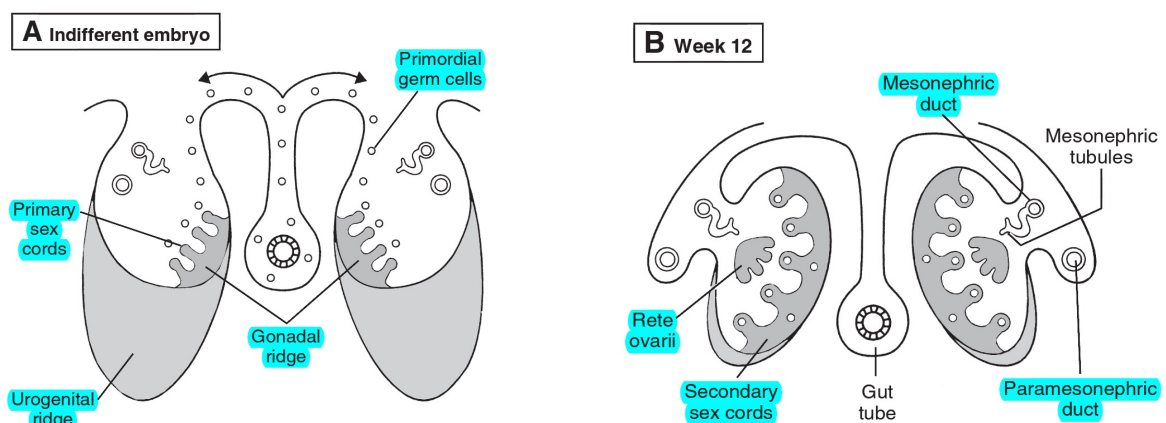 A Indifferent embryo
Primordial
germ cells
Primary
sex
cords
Gonadal
ridge
Urogenital
ridge
B Week 12
Mesonephric
duct
Mesonephric
tubules
Rete
ovarii
Secondary
sex cords
Gut
tube
Paramesonephric
duct